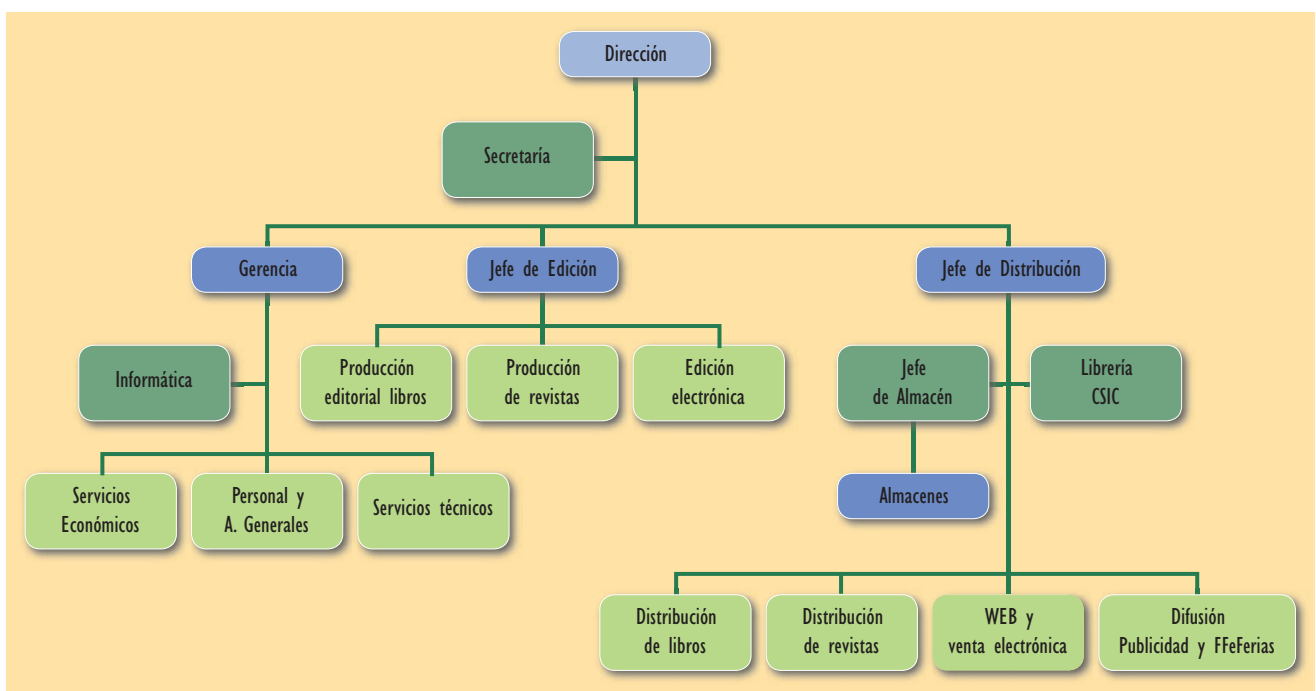 Dirección
Secretaría
Gerencia
Jefe de Edición
Jefe de Distribución
Informática
Producción
editorial libros
Producción
de revistas
Edición
electrónica
Jefe
de Almacén
Librería
CSIC
Servicios
Económicos
Personal y
A. Generales
Servicios técnicos
Almacenes
Distribución
de libros
Distribución
de revistas
WEB y
venta electrónica
Difusión
Publicidad y FFeFerias